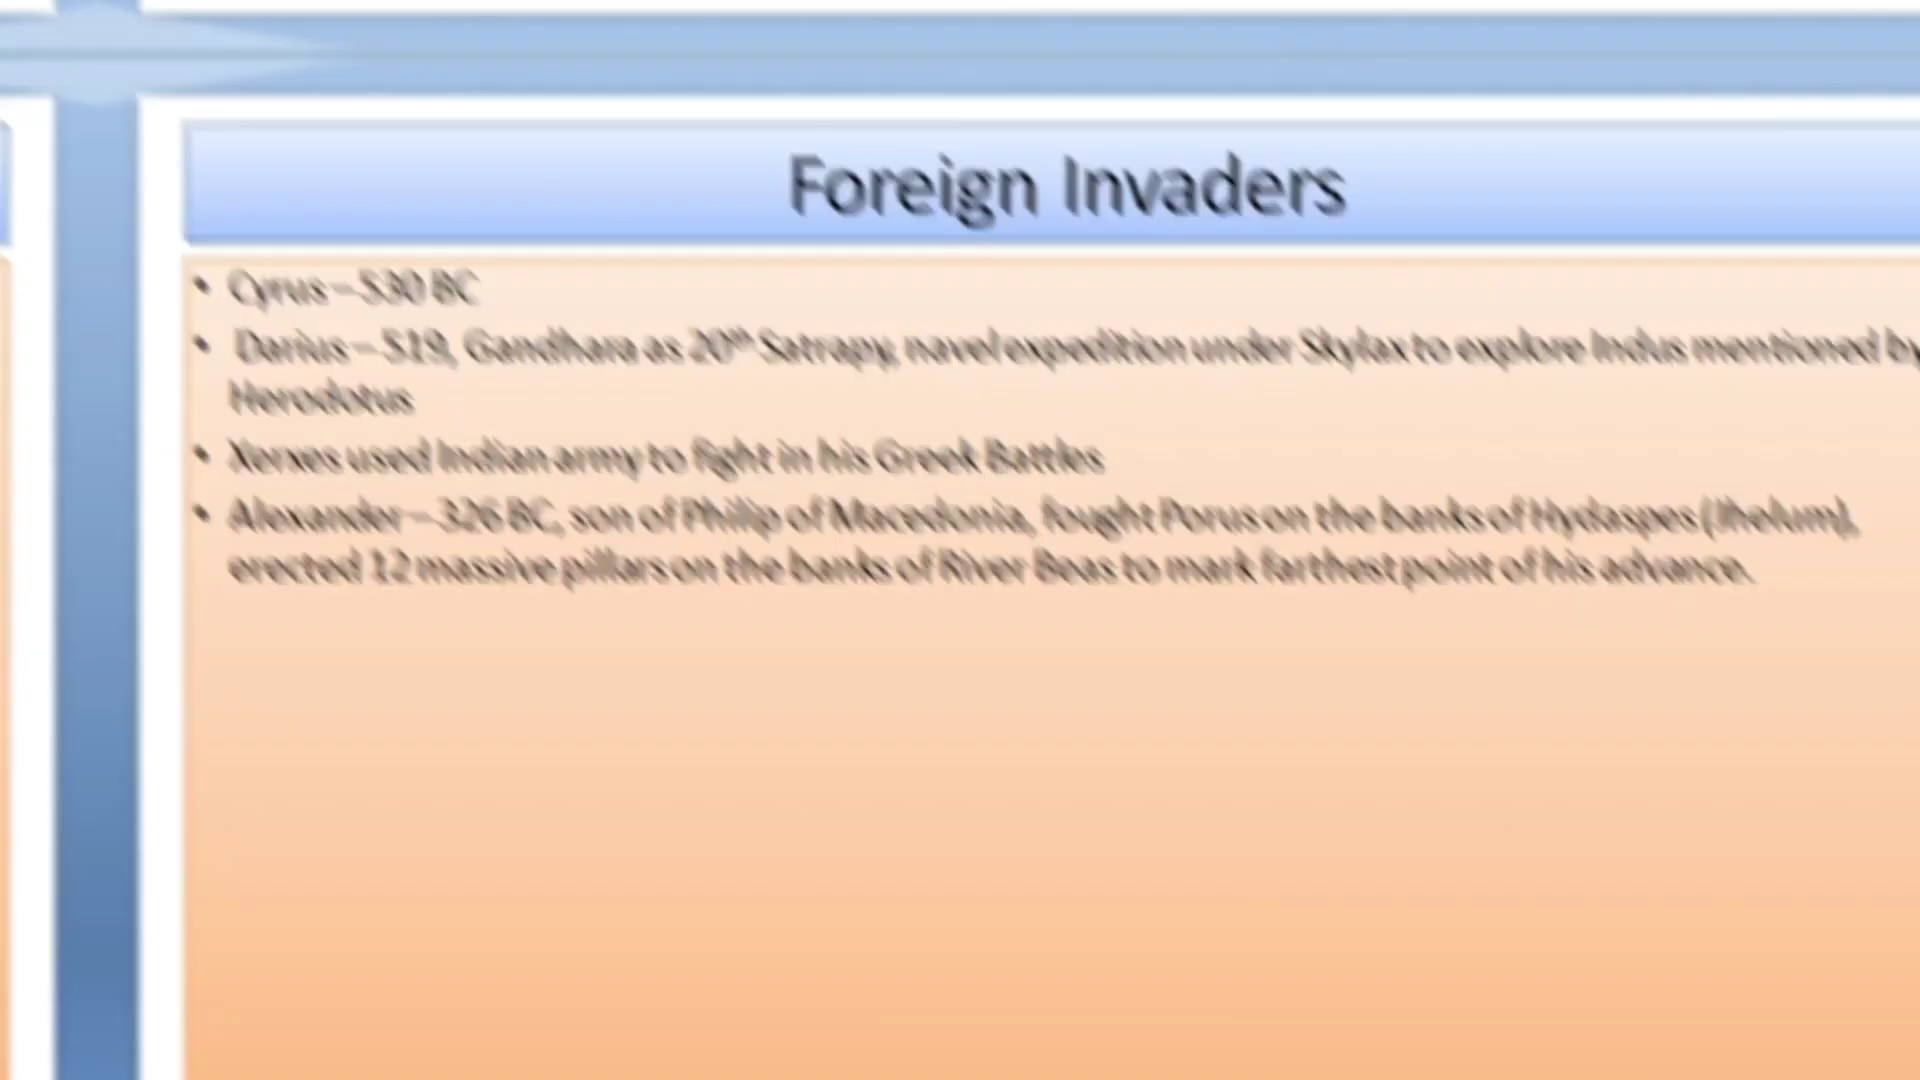 Foreign Invaders
• Cyrus – 530 BC
• Darius – 519, Gandhara as 20th Satrapy, navel expedition under Skylax to explore Indus mentioned by
Herodotus
• Xerxes used Indian army to fight in his Greek Battles
• Alexander – 326 BC, son of Philip of Macedonia, fought Porus on the banks of Hydaspes (Jhelum),
erected 12 massive pillars on the banks of River Beas to mark farthest point of his advance.